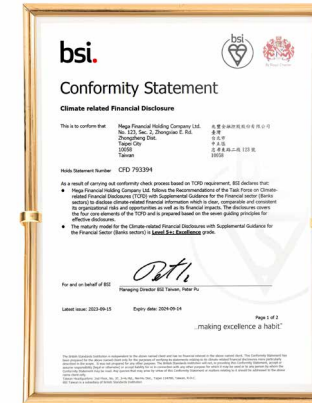 bsi.
bsi
Conformity Statement
Climate related Financial Disclosure
This is to conform that
Mega Financial Holding Company Ltd.
No. 123, Sec. 2, Zhongxiao E. Rd.
Zhongzheng Dist.
Taipei City
10058
Taiwan
兆豐金融控股股份有限公司
臺灣
台北市
中正區
忠孝東路二段 123 號
10058
Holds Statement Number
CFD 793394
As a result of carrying out conformity check process based on TCFD requirement, BSI declares that:
● Mega Financial Holding Company Ltd. follows the Recommendations of the Task Force on Climate-
related Financial Disclosures (TCFD) with Supplemental Guidance for the Financial sector (Banks
sectors) to disclose climate-related financial information which is clear, comparable and consistent
its organizational risks and opportunities as well as its financial impacts. The disclosures covers
the four core elements of the TCFD and is prepared based on the seven guiding principles for
effective disclosures.
● The maturity model for the Climate-related Financial Disclosures with Supplemental Guidance for
the Financial Sector (Banks sectors) is Level 5+: Excellence grade.
For and on behalf of BSI
Managing Director BSI Taiwan, Peter Pu
Latest issue: 2023-09-15
Expiry date: 2024-09-14
Page 1 of 2
...making excellence a habit.™